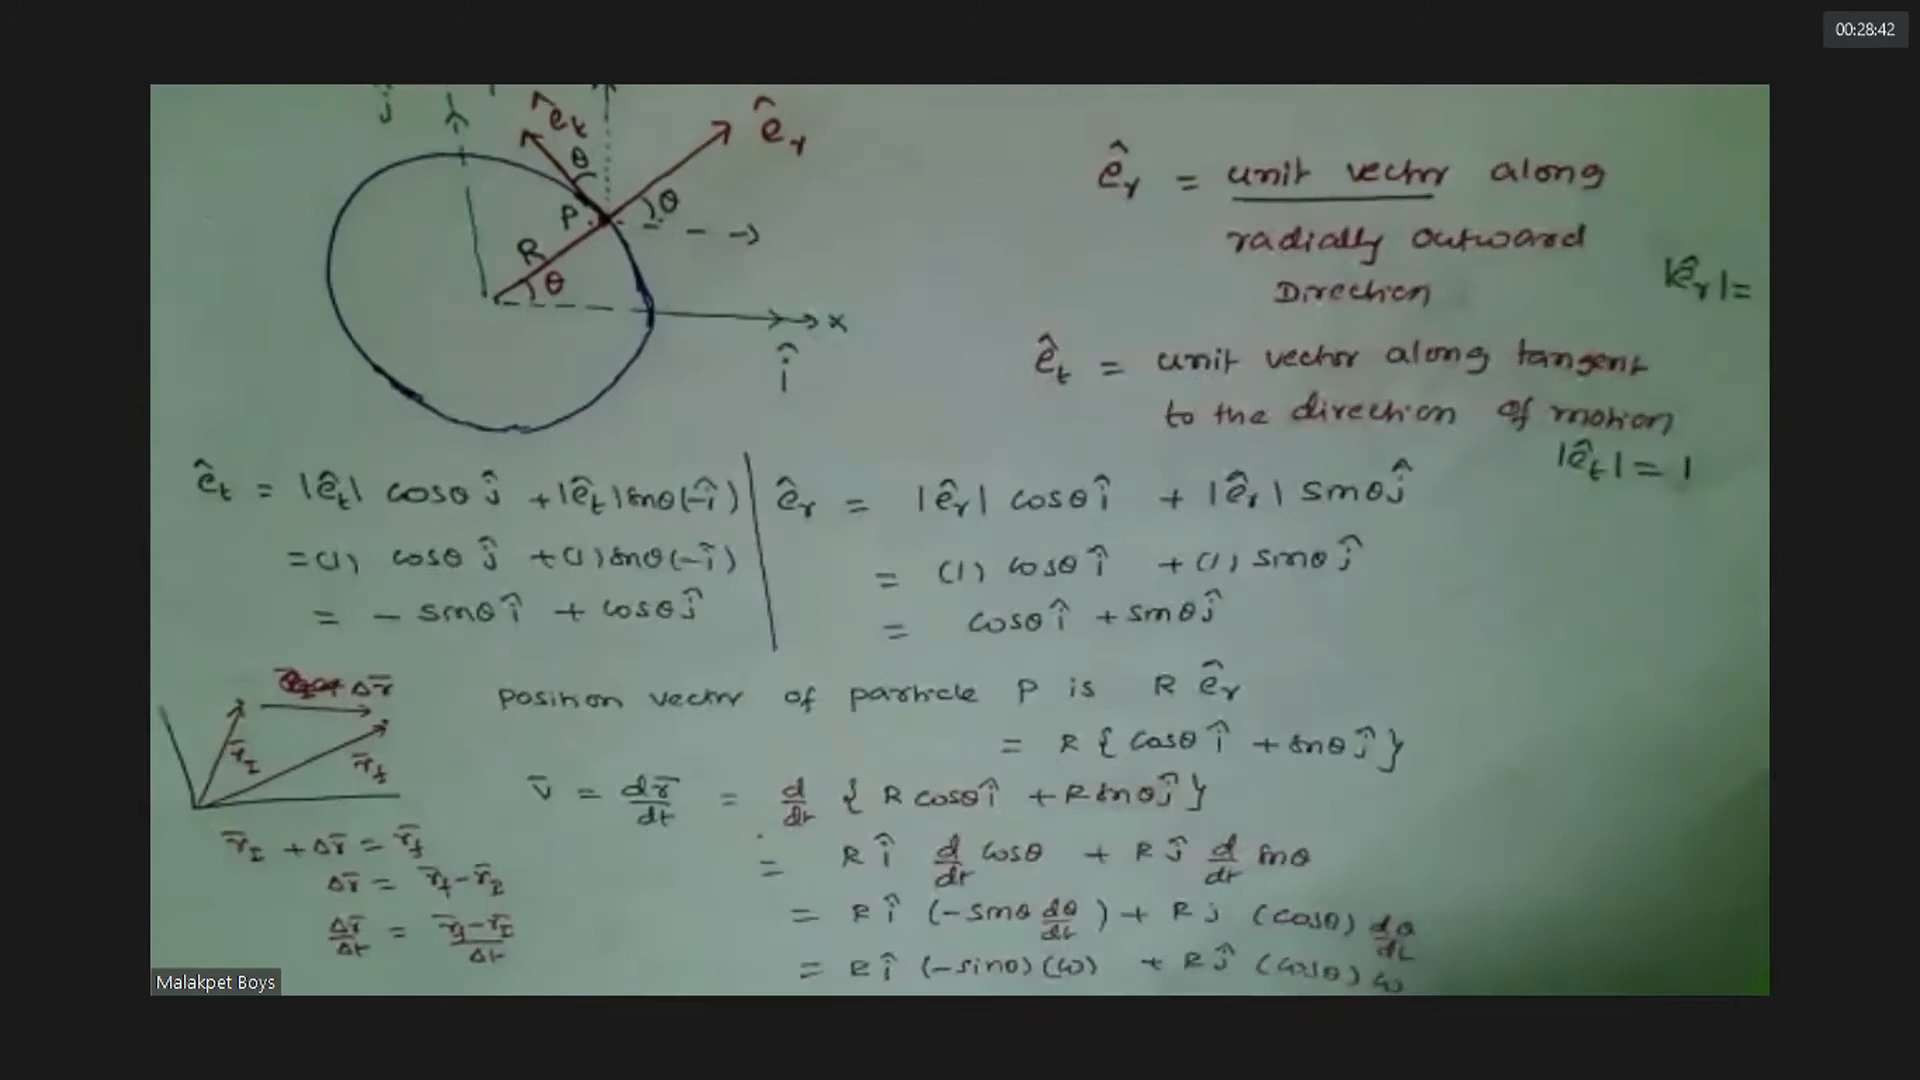 00:28:42
ĵ
ê_t
ê_r
θ
P
θ
R
θ
x
î
ê_r = unit vector along
radially outward
Direction
|ê_r| =
ê_t = unit vector along tangent
to the direction of motion
|ê_t| = 1
ê_t = |ê_t| cosθ ĵ + |ê_t| sinθ(-î)
= (1) cosθ ĵ + (1) sinθ(-î)
= - sinθ î + cosθ ĵ
ê_r = |ê_r| cosθ î + |ê_r| sinθ ĵ
= (1) cosθ î + (1) sinθ ĵ
= cosθ î + sinθ ĵ
Δr̄
r̄_I
r̄_f
r̄_I + Δr̄ = r̄_f
Δr̄ = r̄_f - r̄_I
Δr̄/Δt = (r̄_f - r̄_I)/Δt
position vector of particle P is R ê_r
= R { cosθ î + sinθ ĵ }
v̄ = dr̄/dt = d/dt { R cosθ î + R sinθ ĵ }
= R î d/dt cosθ + R ĵ d/dt sinθ
= R î (-sinθ dθ/dt) + R ĵ (cosθ) dθ/dt
= R î (-sinθ)(ω) + R ĵ (cosθ) ω
Malakpet Boys